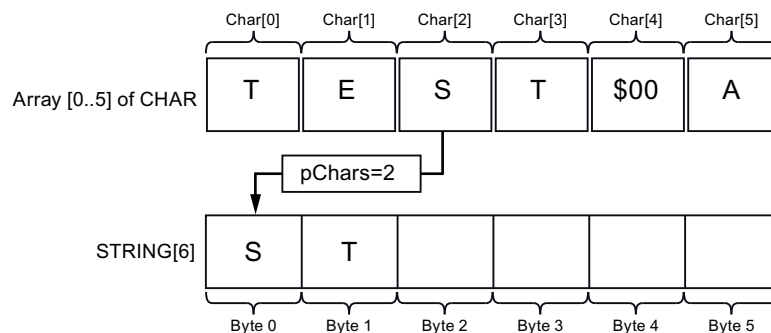 Char[0] Char[1] Char[2] Char[3] Char[4] Char[5]
Array [0..5] of CHAR T E S T $00 A
pChars=2
STRING[6] S T
Byte 0 Byte 1 Byte 2 Byte 3 Byte 4 Byte 5